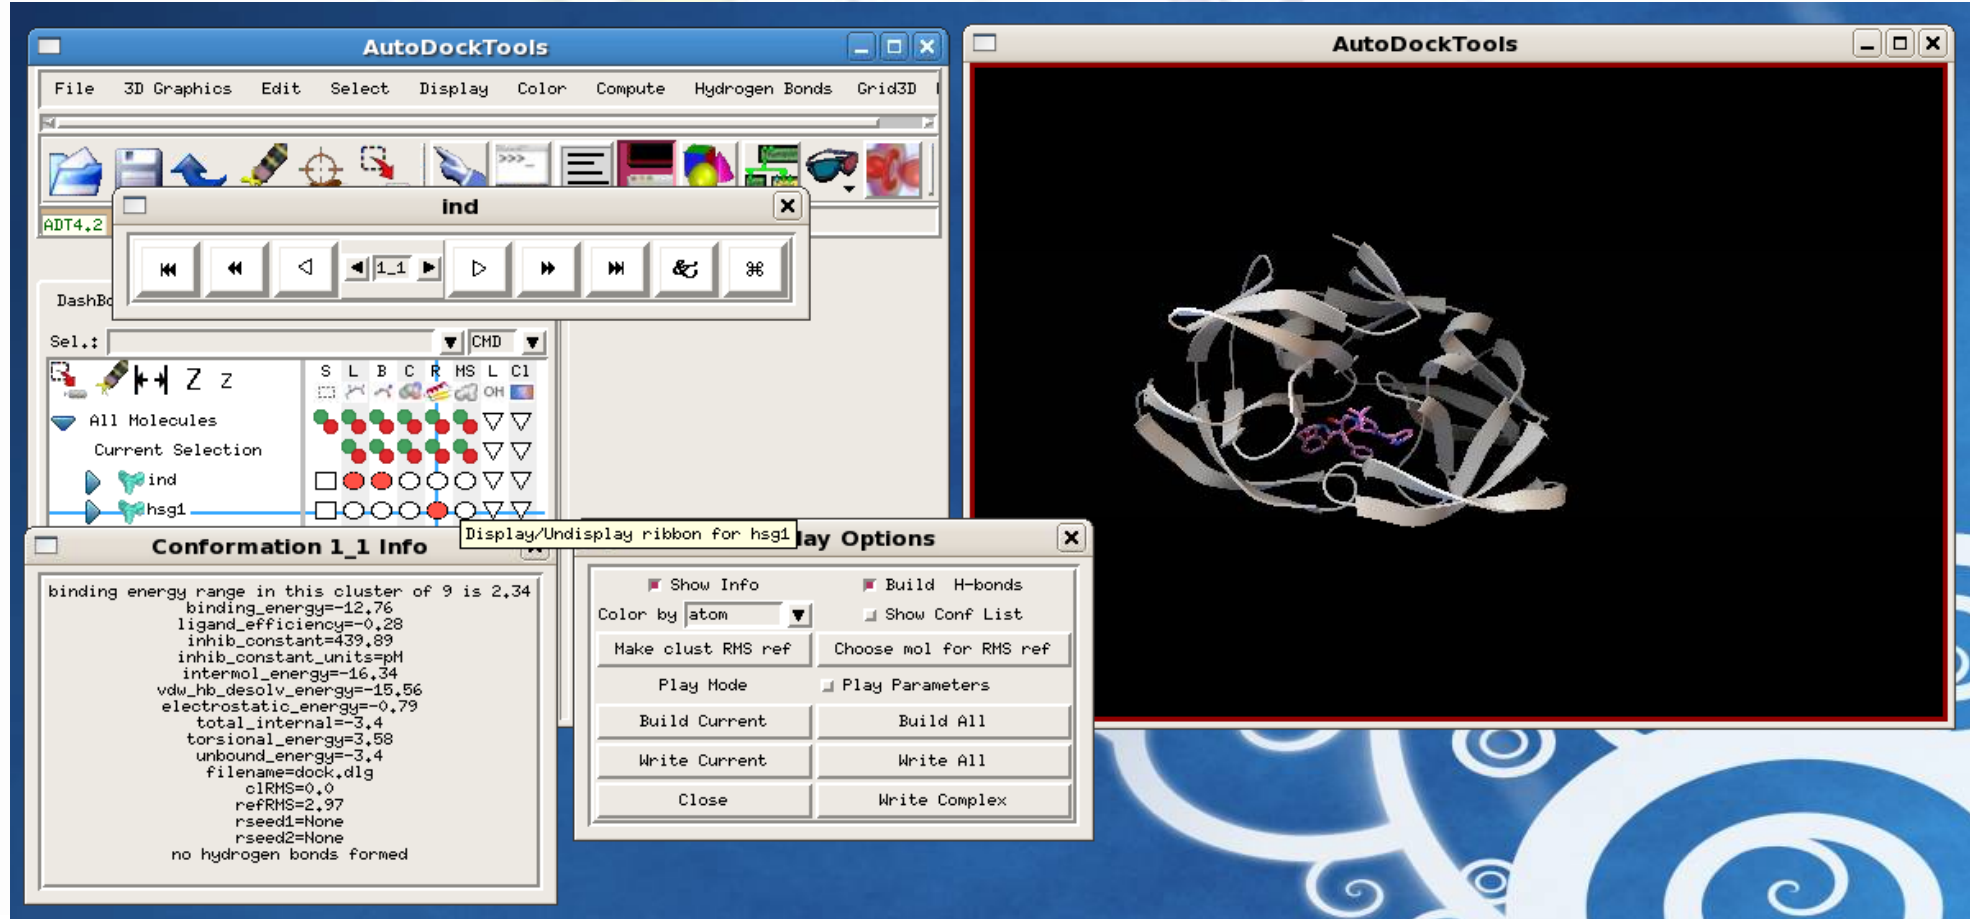 AutoDockTools
File 3D Graphics Edit Select Display Color Compute Hydrogen Bonds Grid3D
>>>_
ADT4.2
ind
1_1
DashBo
Sel.: CMD
Z z
S L B C R MS L Cl
OH
All Molecules
Current Selection
ind
hsg1
Display/Undisplay ribbon for hsg1
Conformation 1_1 Info
binding energy range in this cluster of 9 is 2.34
binding_energy=-12.76
ligand_efficiency=-0.28
inhib_constant=439.89
inhib_constant_units=pM
intermol_energy=-16.34
vdw_hb_desolv_energy=-15.56
electrostatic_energy=-0.79
total_internal=-3.4
torsional_energy=3.58
unbound_energy=-3.4
filename=dock.dlg
clRMS=0.0
refRMS=2.97
rseed1=None
rseed2=None
no hydrogen bonds formed
lay Options
Show Info Build H-bonds
Color by atom Show Conf List
Make clust RMS ref Choose mol for RMS ref
Play Mode Play Parameters
Build Current Build All
Write Current Write All
Close Write Complex
AutoDockTools